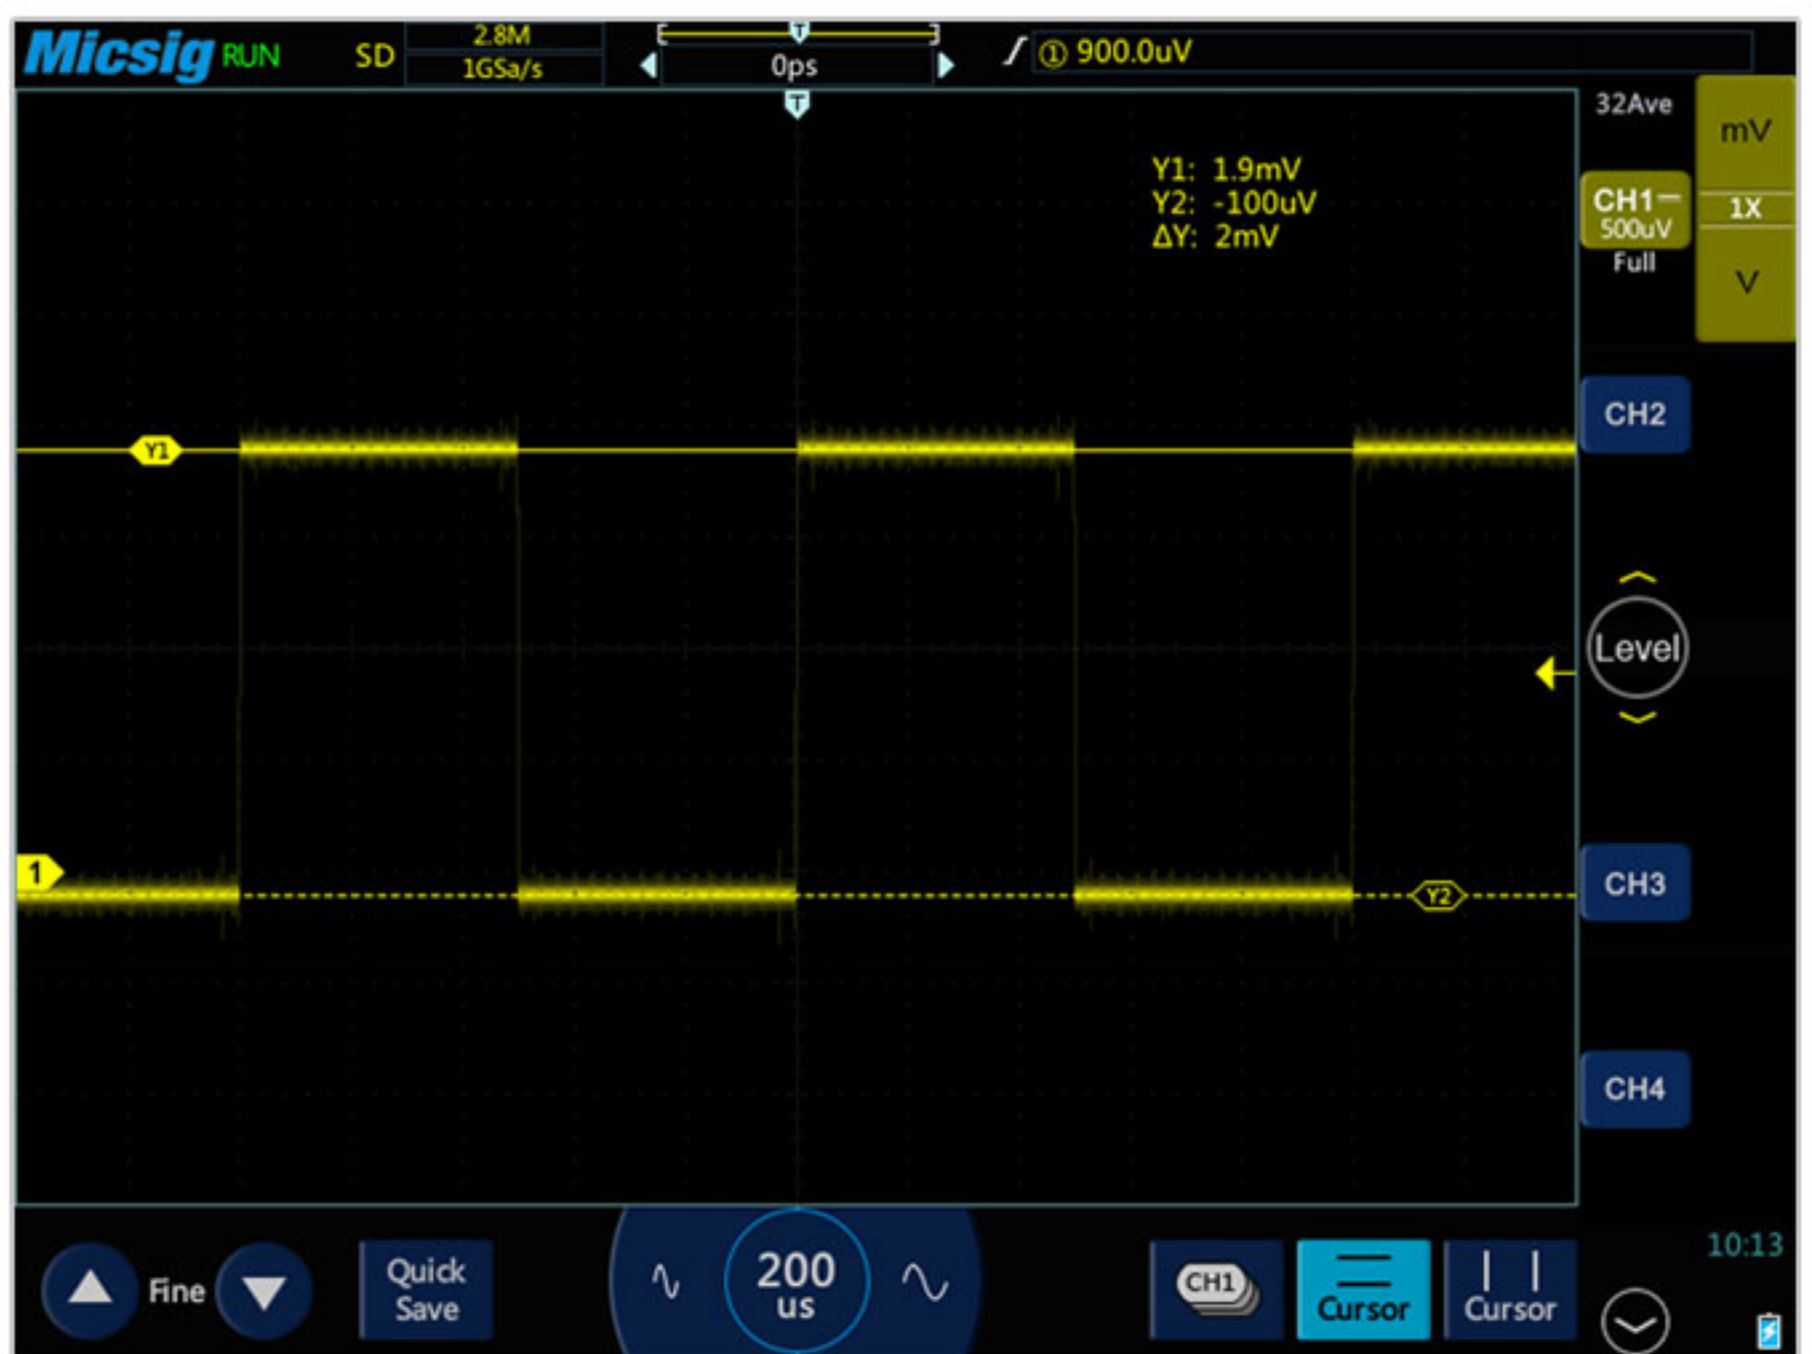 Micsig RUN
SD
2.8M
1GSa/s
T
0ps
① 900.0uV
T
32Ave
mV
Y1: 1.9mV
Y2: -100uV
ΔY: 2mV
CH1
500uV
Full
1X
V
CH2
Y1
Level
1
Y2
CH3
CH4
Fine
Quick
Save
200
us
CH1
Cursor
Cursor
10:13